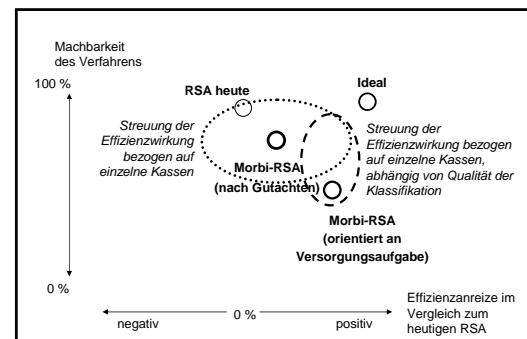 Machbarkeit
des Verfahrens
100 %
RSA heute
Ideal
Streuung der
Effizienzwirkung
bezogen auf
einzelne Kassen
Morbi-RSA
(nach Gutachten)
Streuung der
Effizienzwirkung bezogen
auf einzelne Kassen,
abhängig von Qualität der
Klassifikation
Morbi-RSA
(orientiert an
Versorgungsaufgabe)
0 %
negativ
0 %
positiv
Effizienzanreize im
Vergleich zum
heutigen RSA